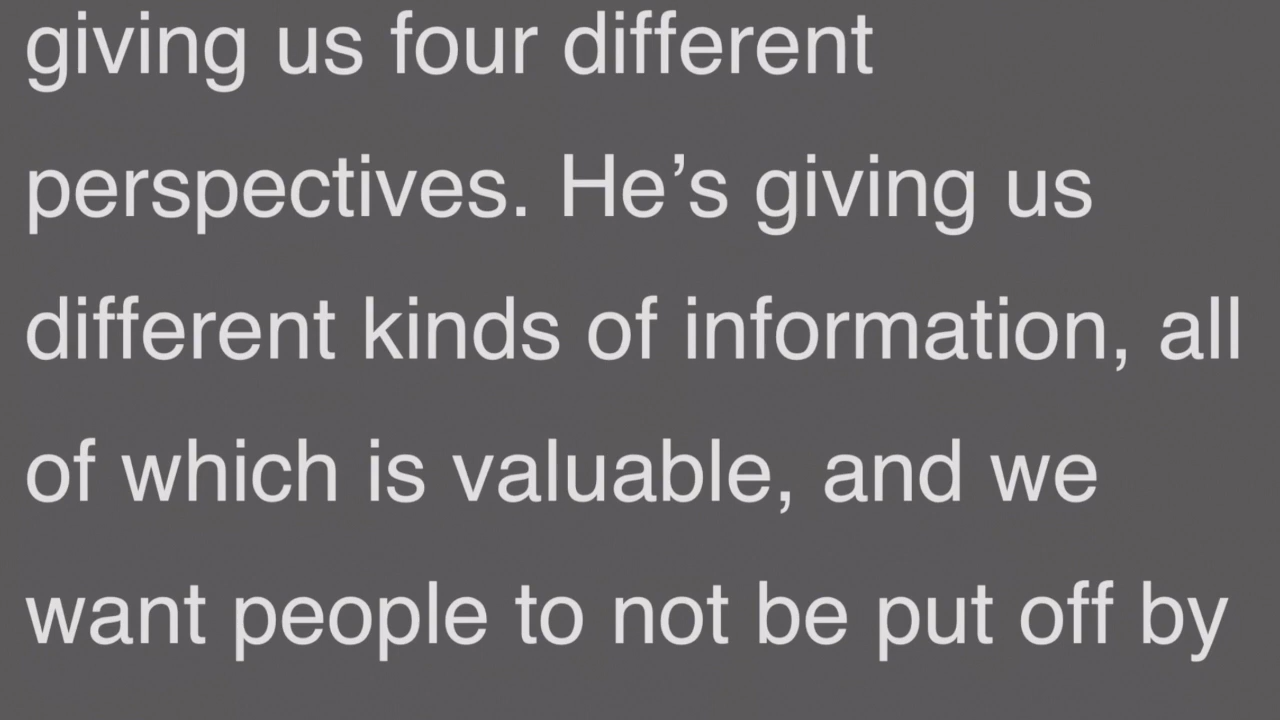 giving us four different
perspectives. He’s giving us
different kinds of information, all
of which is valuable, and we
want people to not be put off by